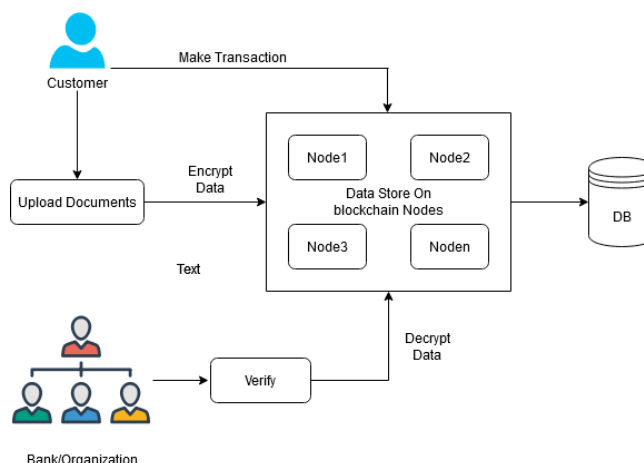 Make Transaction
Customer
Encrypt
Data
Upload Documents
Node1
Node2
Data Store On
blockchain Nodes
Node3
Noden
DB
Text
Decrypt
Data
Verify
Bank/Organization